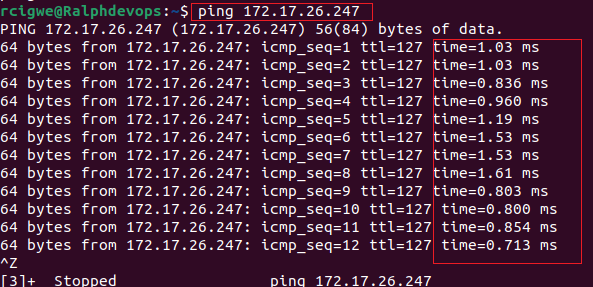 rcigwe@Ralphdevops:~$ ping 172.17.26.247
PING 172.17.26.247 (172.17.26.247) 56(84) bytes of data.
64 bytes from 172.17.26.247: icmp_seq=1 ttl=127 time=1.03 ms
64 bytes from 172.17.26.247: icmp_seq=2 ttl=127 time=1.03 ms
64 bytes from 172.17.26.247: icmp_seq=3 ttl=127 time=0.836 ms
64 bytes from 172.17.26.247: icmp_seq=4 ttl=127 time=0.960 ms
64 bytes from 172.17.26.247: icmp_seq=5 ttl=127 time=1.19 ms
64 bytes from 172.17.26.247: icmp_seq=6 ttl=127 time=1.53 ms
64 bytes from 172.17.26.247: icmp_seq=7 ttl=127 time=1.53 ms
64 bytes from 172.17.26.247: icmp_seq=8 ttl=127 time=1.61 ms
64 bytes from 172.17.26.247: icmp_seq=9 ttl=127 time=0.803 ms
64 bytes from 172.17.26.247: icmp_seq=10 ttl=127 time=0.800 ms
64 bytes from 172.17.26.247: icmp_seq=11 ttl=127 time=0.854 ms
64 bytes from 172.17.26.247: icmp_seq=12 ttl=127 time=0.713 ms
^Z
[3]+  Stopped                 ping 172.17.26.247